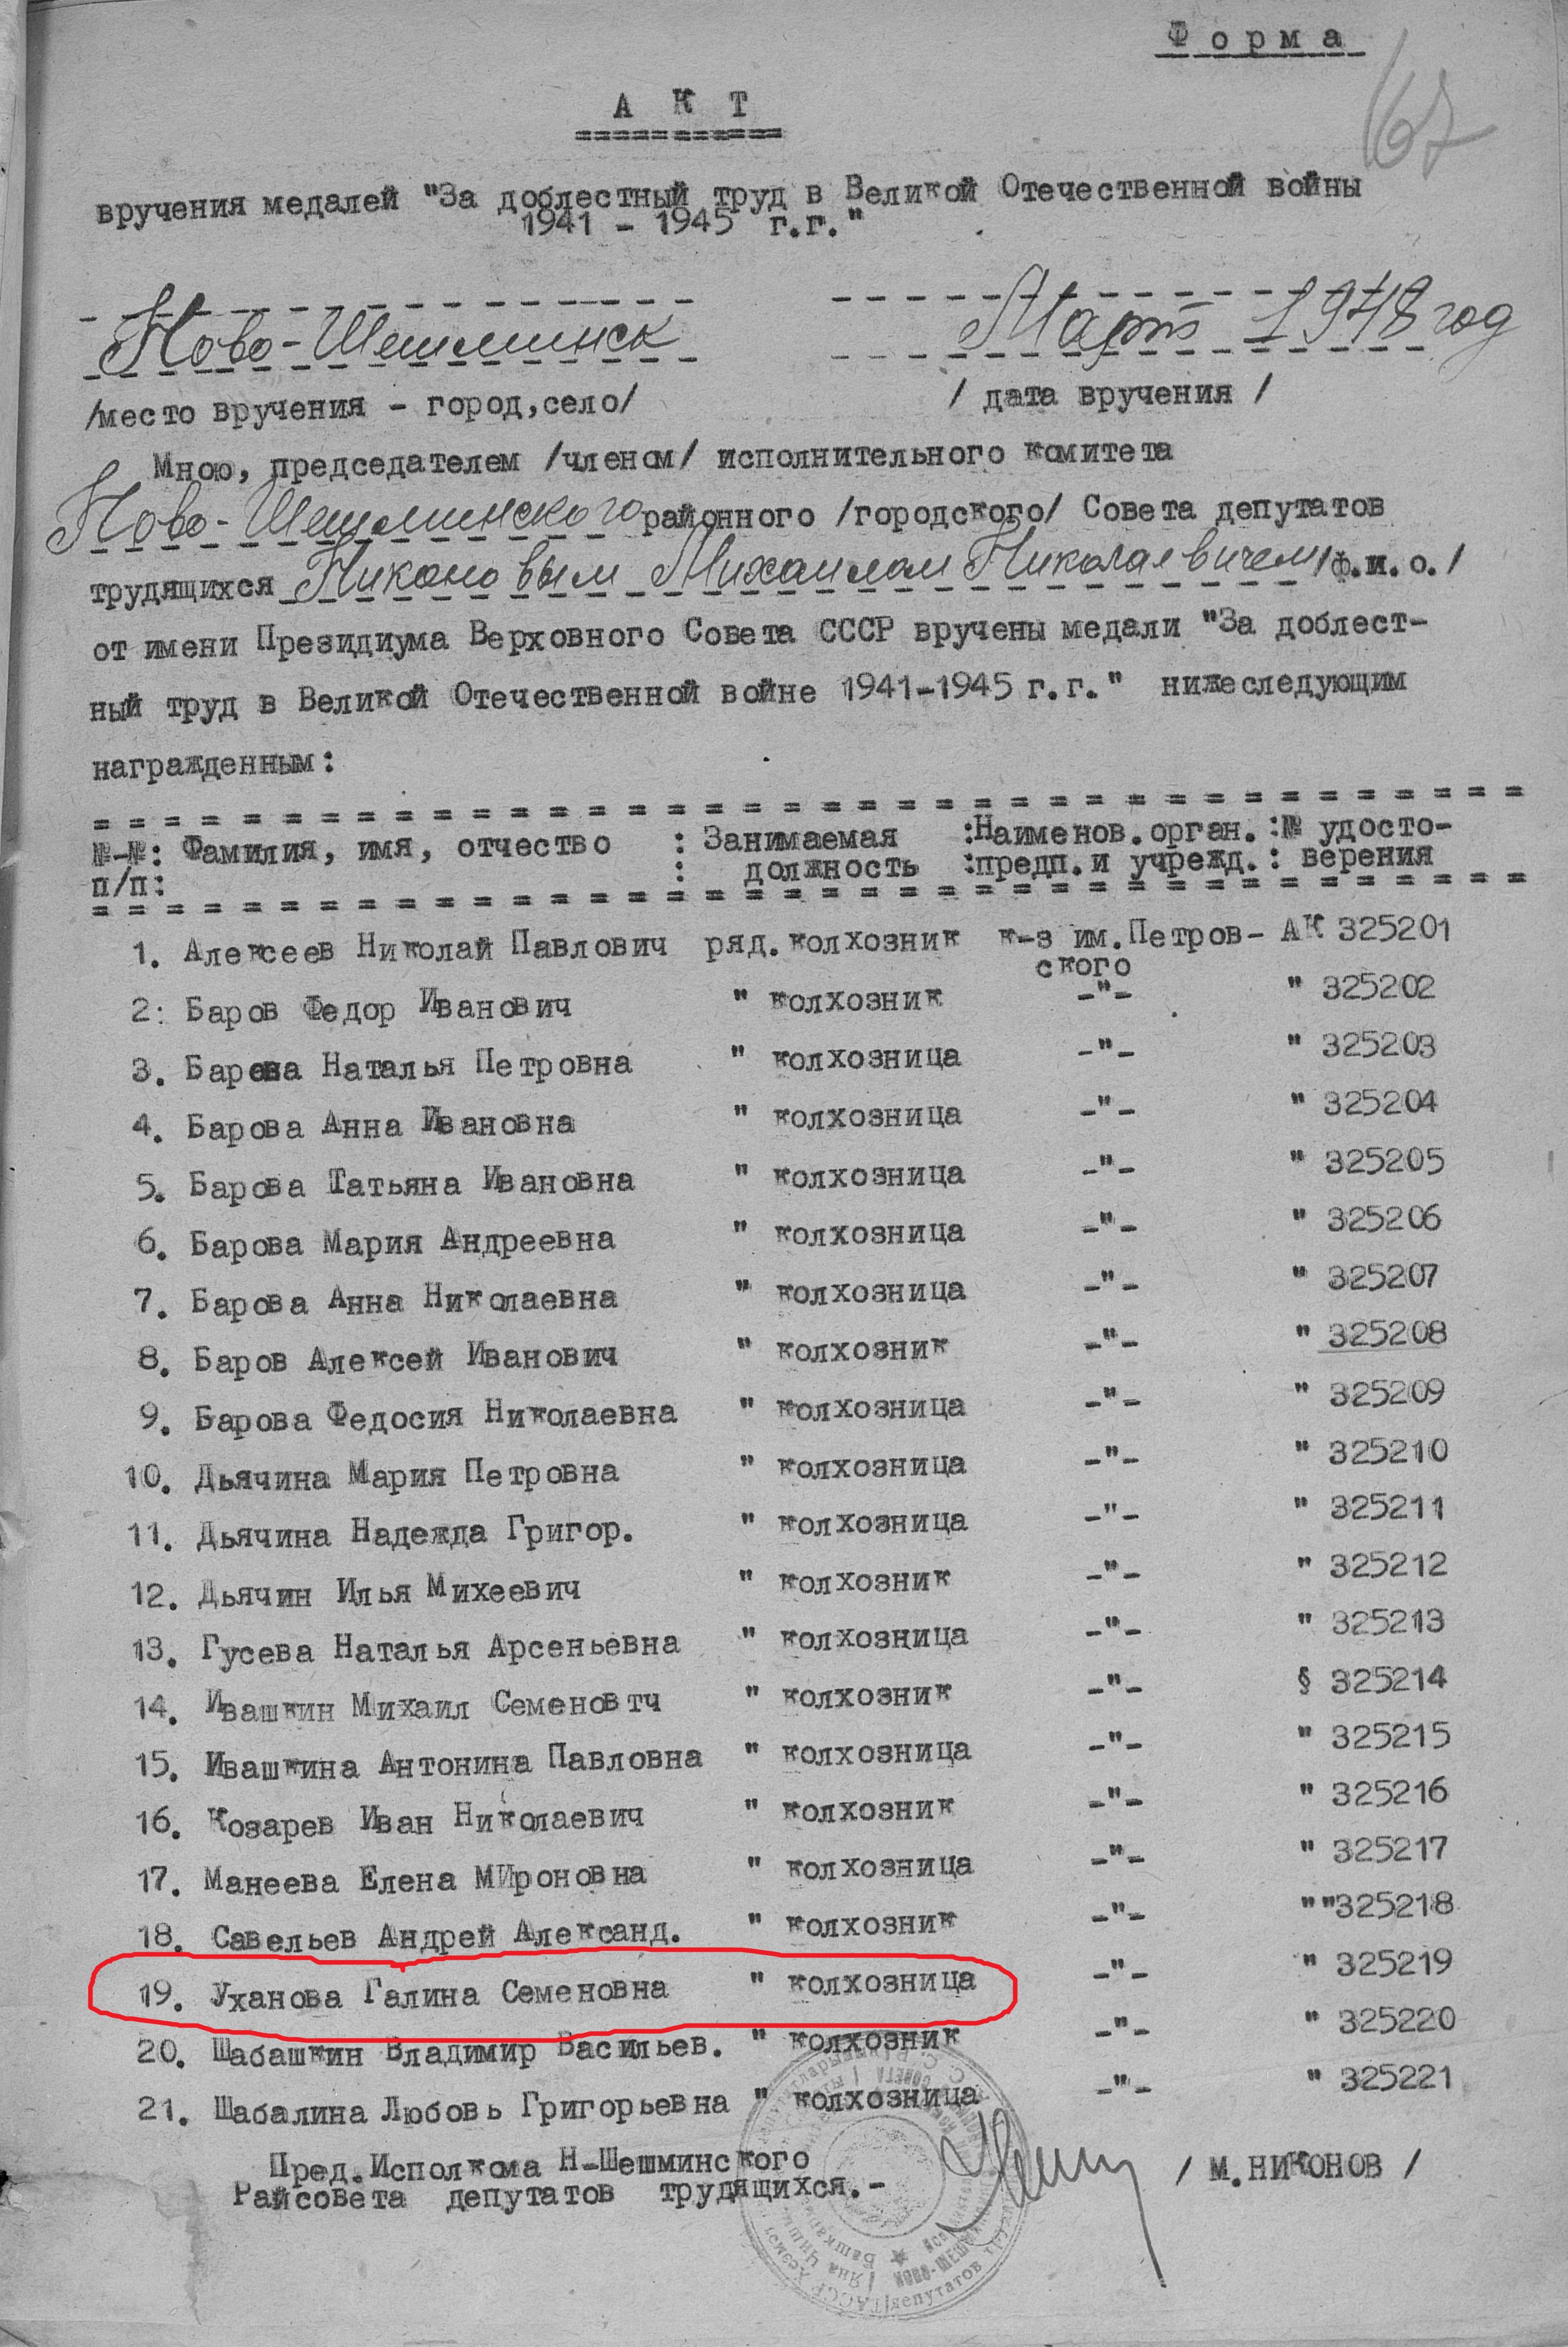 Форма
67
АКТ
вручения медалей "За доблестный труд в Великой Отечественной войны
1941 - 1945 г.г."
Ново-Шешминск Март 1948 год
/место вручения - город,село/ / дата вручения /
Мною, председателем /членом/ исполнительного комитета
Ново-Шешминского районного /городского/ Совета депутатов
трудящихся Никоновым Михаилом Николаевичем /ф.и.о./
от имени Президиума Верховного Совета СССР вручены медали "За доблест-
ный труд в Великой Отечественной войне 1941-1945 г.г." нижеследующим
награжденным:
№-№: Фамилия, имя, отчество : Занимаемая :Наименов.орган. :№ удосто-
п/п: : должность :предп.и учрежд. : верения
1. Алексеев Николай Павлович ряд. колхозник к-з им.Петров- АК 325201
ского
2: Баров Федор Иванович " колхозник -"- " 325202
3. Барова Наталья Петровна " колхозница -"- " 325203
4. Барова Анна Ивановна " колхозница -"- " 325204
5. Барова Татьяна Ивановна " колхозница -"- " 325205
6. Барова Мария Андреевна " колхозница -"- " 325206
7. Барова Анна Николаевна " колхозница -"- " 325207
8. Баров Алексей Иванович " колхозник -"- " 325208
9. Барова Федосия Николаевна " колхозница -"- " 325209
10. Дьячина Мария Петровна " колхозница -"- " 325210
11. Дьячина Надежда Григор. " колхозница -"- " 325211
12. Дьячин Илья Михеевич " колхозник -"- " 325212
13. Гусева Наталья Арсеньевна " колхозница -"- " 325213
14. Ивашкин Михаил Семеновтч " колхозник -"- § 325214
15. Ивашкина Антонина Павловна " колхозница -"- " 325215
16. Козарев Иван Николаевич " колхозник -"- " 325216
17. Манеева Елена МИроновна " колхозница -"- " 325217
18. Савельев Андрей Александ. " колхозник -"- ""325218
19. Уханова Галина Семеновна " колхозница -"- " 325219
20. Шабашкин Владимир Васильев. " колхозник -"- " 325220
21. Шабалина Любовь Григорьевна " колхозница -"- " 325221
Пред.Исполкома Н-Шешминского
Райсовета депутатов трудящихся.- / М.НИКОНОВ /